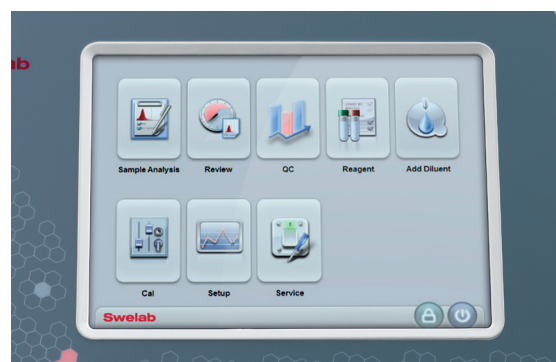 ab
Sample Analysis
Review
QC
Reagent
Add Diluent
Cal
Setup
Service
Swelab